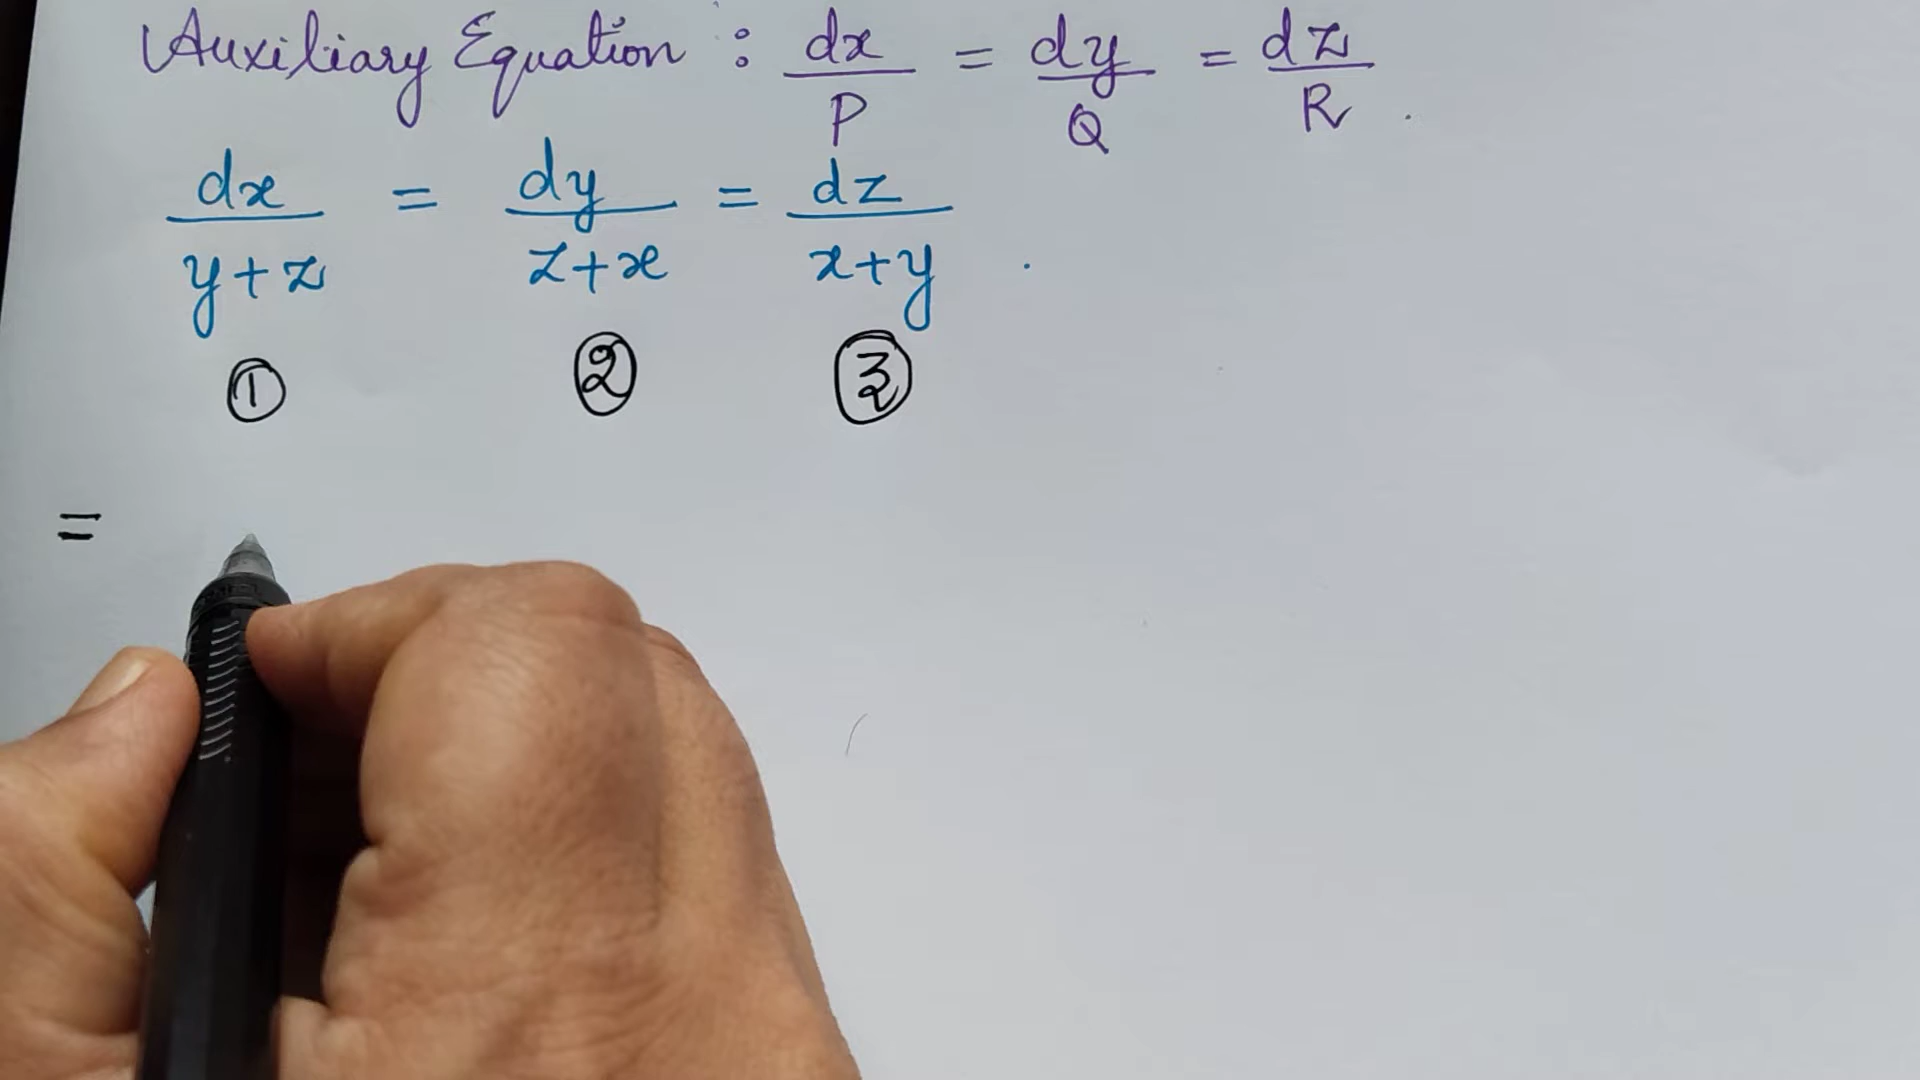 Auxiliary Equation : dx/P = dy/Q = dz/R .
dx/y+z = dy/z+x = dz/x+y .
① ② ③
=